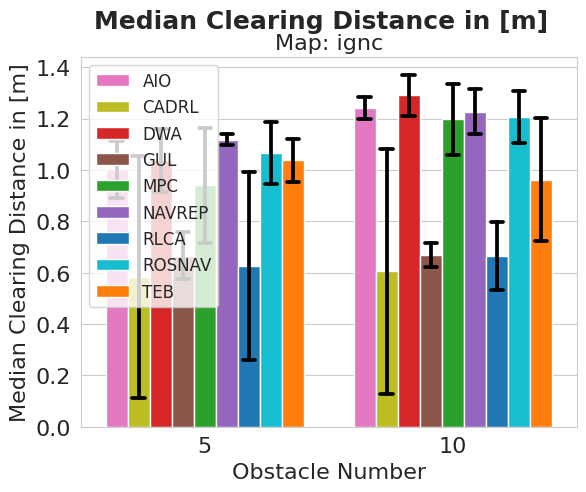 Median Clearing Distance in [m]
Map: ignc
Median Clearing Distance in [m]
1.4
1.2
1.0
0.8
0.6
0.4
0.2
0.0
AIO
CADRL
DWA
GUL
MPC
NAVREP
RLCA
ROSNAV
TEB
5
10
Obstacle Number